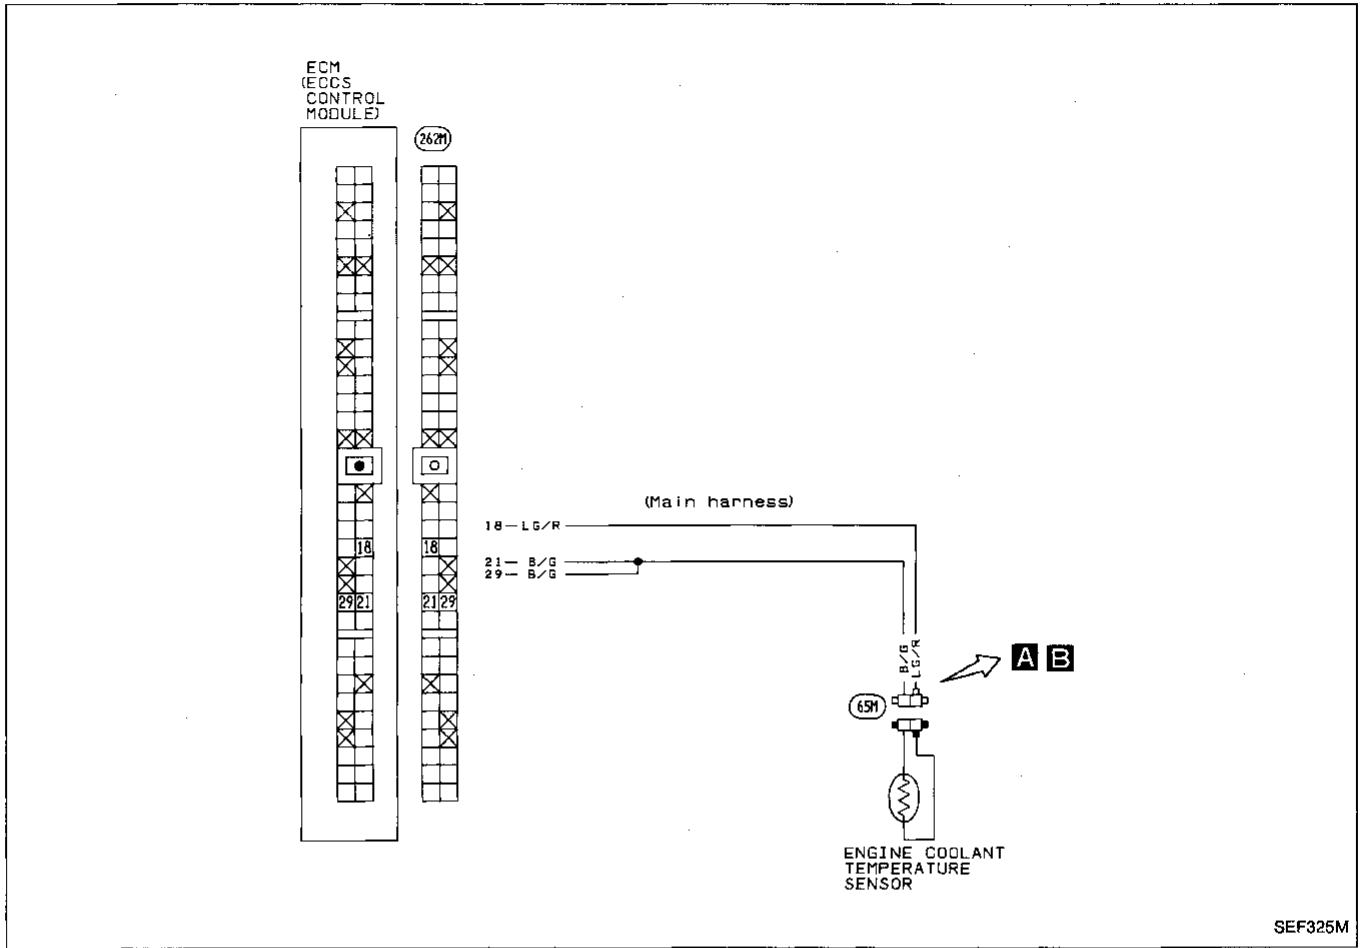 ECM
(ECCS
CONTROL
MODULE)
262M
(Main harness)
18 — LG/R
21 — B/G
29 — B/G
18
18
29 21
21 29
B/G
LG/R
A B
65M
ENGINE COOLANT
TEMPERATURE
SENSOR
SEF325M